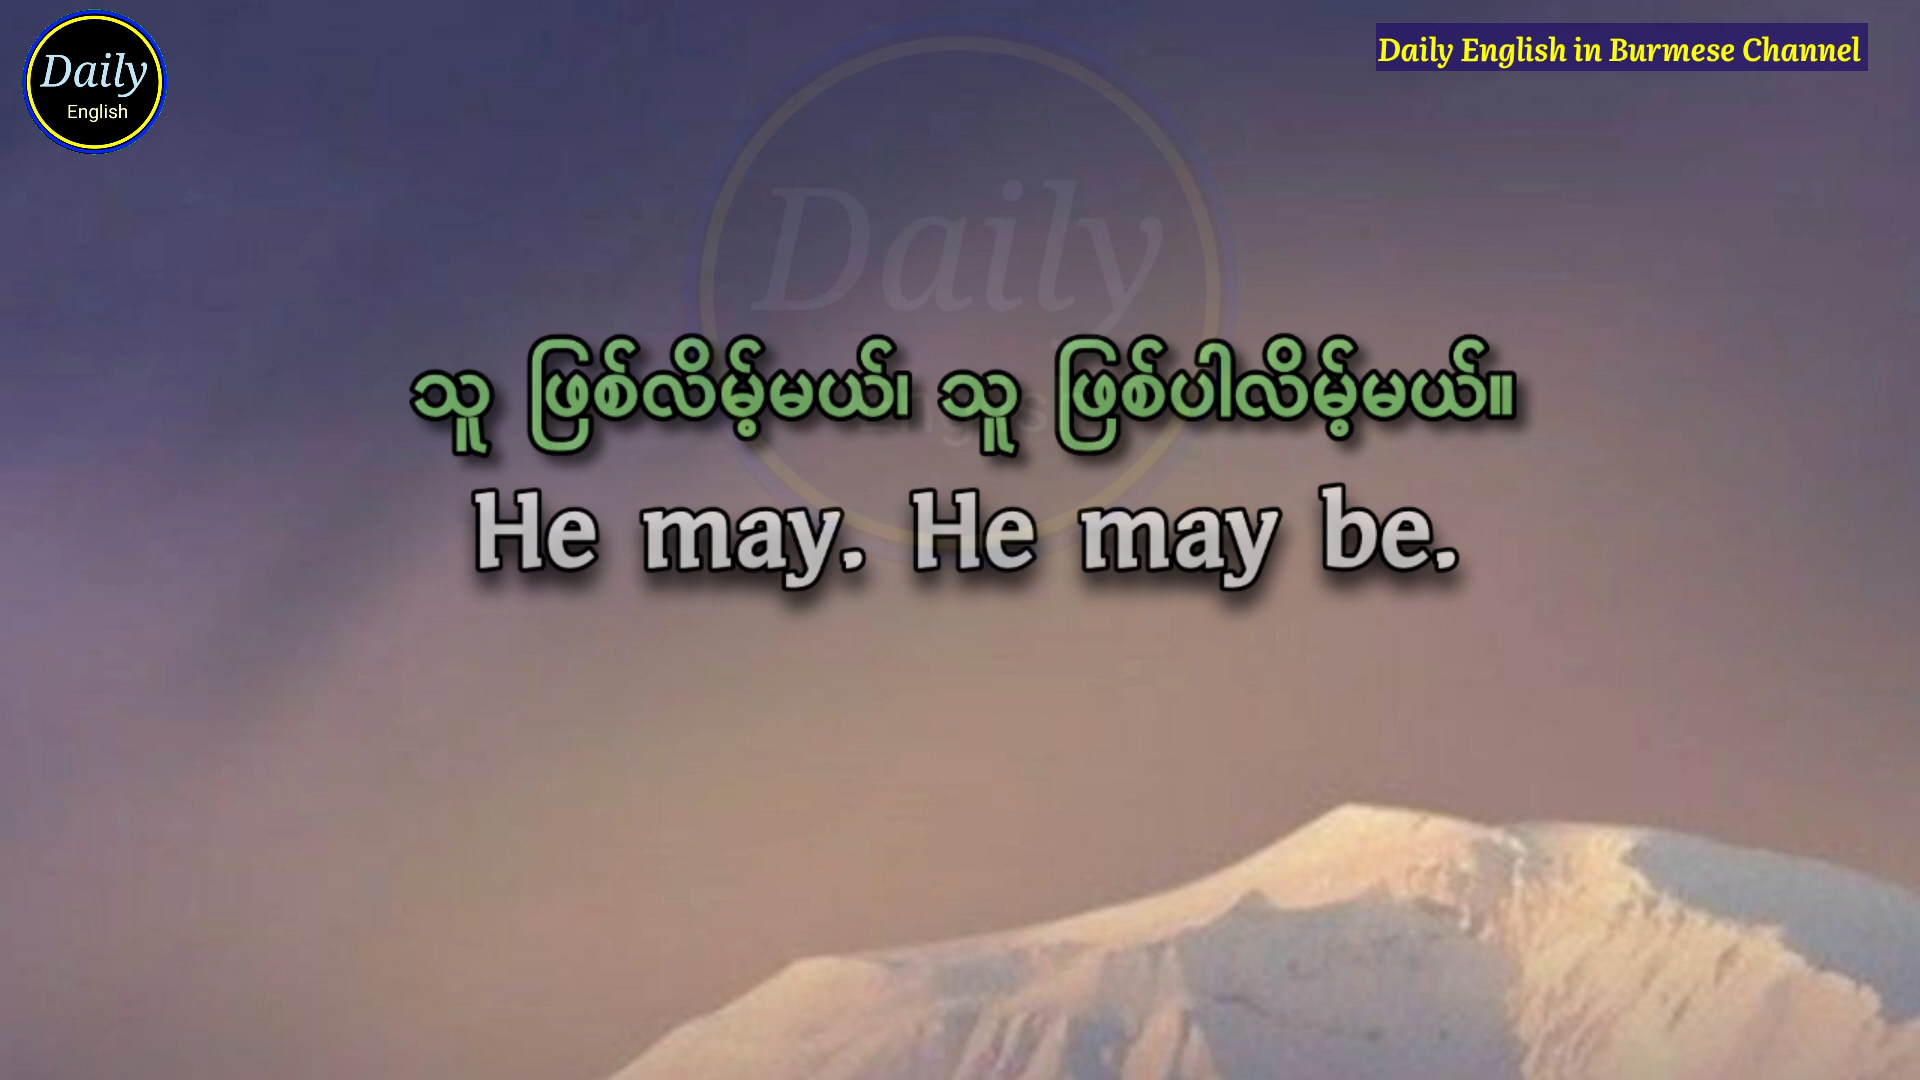 Daily
English
Daily English in Burmese Channel
Daily
သူ ဖြစ်လိမ့်မယ်၊ သူ ဖြစ်ပါလိမ့်မယ်။
He may. He may be.